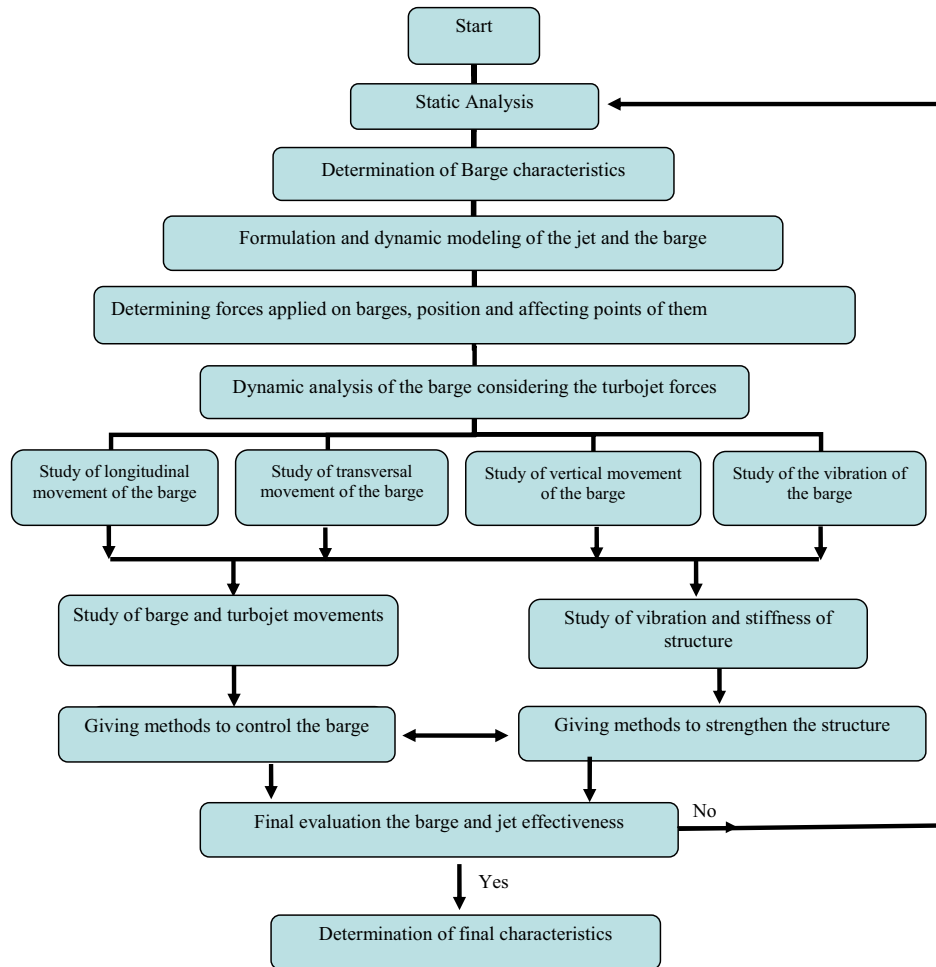 Start
Static Analysis
Determination of Barge characteristics
Formulation and dynamic modeling of the jet and the barge
Determining forces applied on barges, position and affecting points of them
Dynamic analysis of the barge considering the turbojet forces
Study of longitudinal
movement of the barge
Study of transversal
movement of the barge
Study of vertical movement
of the barge
Study of the vibration of
the barge
Study of barge and turbojet movements
Study of vibration and stiffness of
structure
Giving methods to control the barge
Giving methods to strengthen the structure
Final evaluation the barge and jet effectiveness
No
Yes
Determination of final characteristics